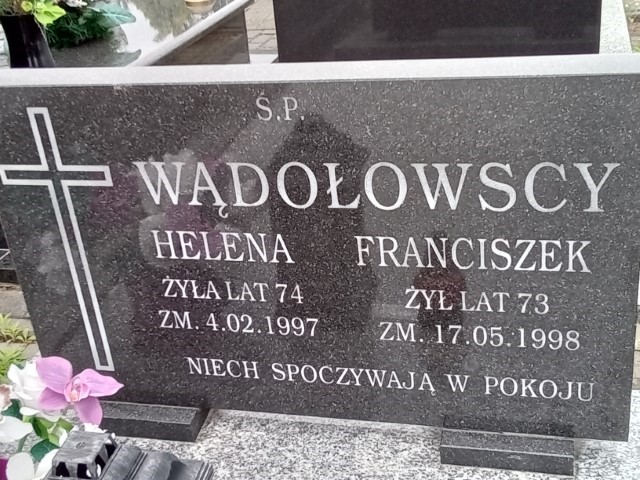 Ś.P.
WĄDOŁOWSCY
HELENA FRANCISZEK
ŻYŁA LAT 74 ŻYŁ LAT 73
ZM. 4.02.1997 ZM. 17.05.1998
NIECH SPOCZYWAJĄ W POKOJU